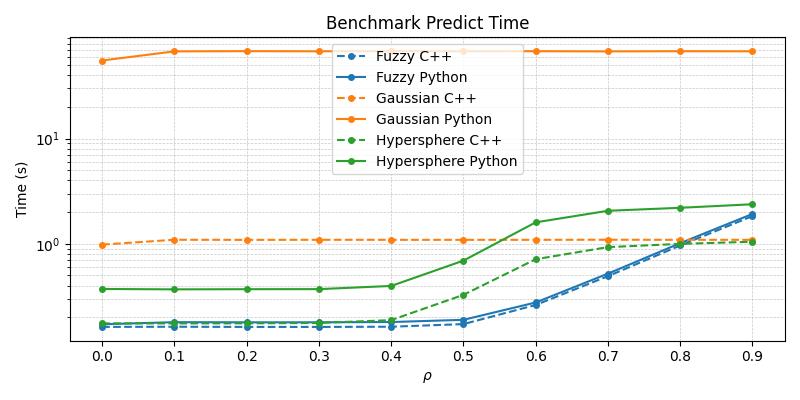 Benchmark Predict Time
Time (s)
10¹
10⁰
Fuzzy C++
Fuzzy Python
Gaussian C++
Gaussian Python
Hypersphere C++
Hypersphere Python
0.0 0.1 0.2 0.3 0.4 0.5 0.6 0.7 0.8 0.9
ρ